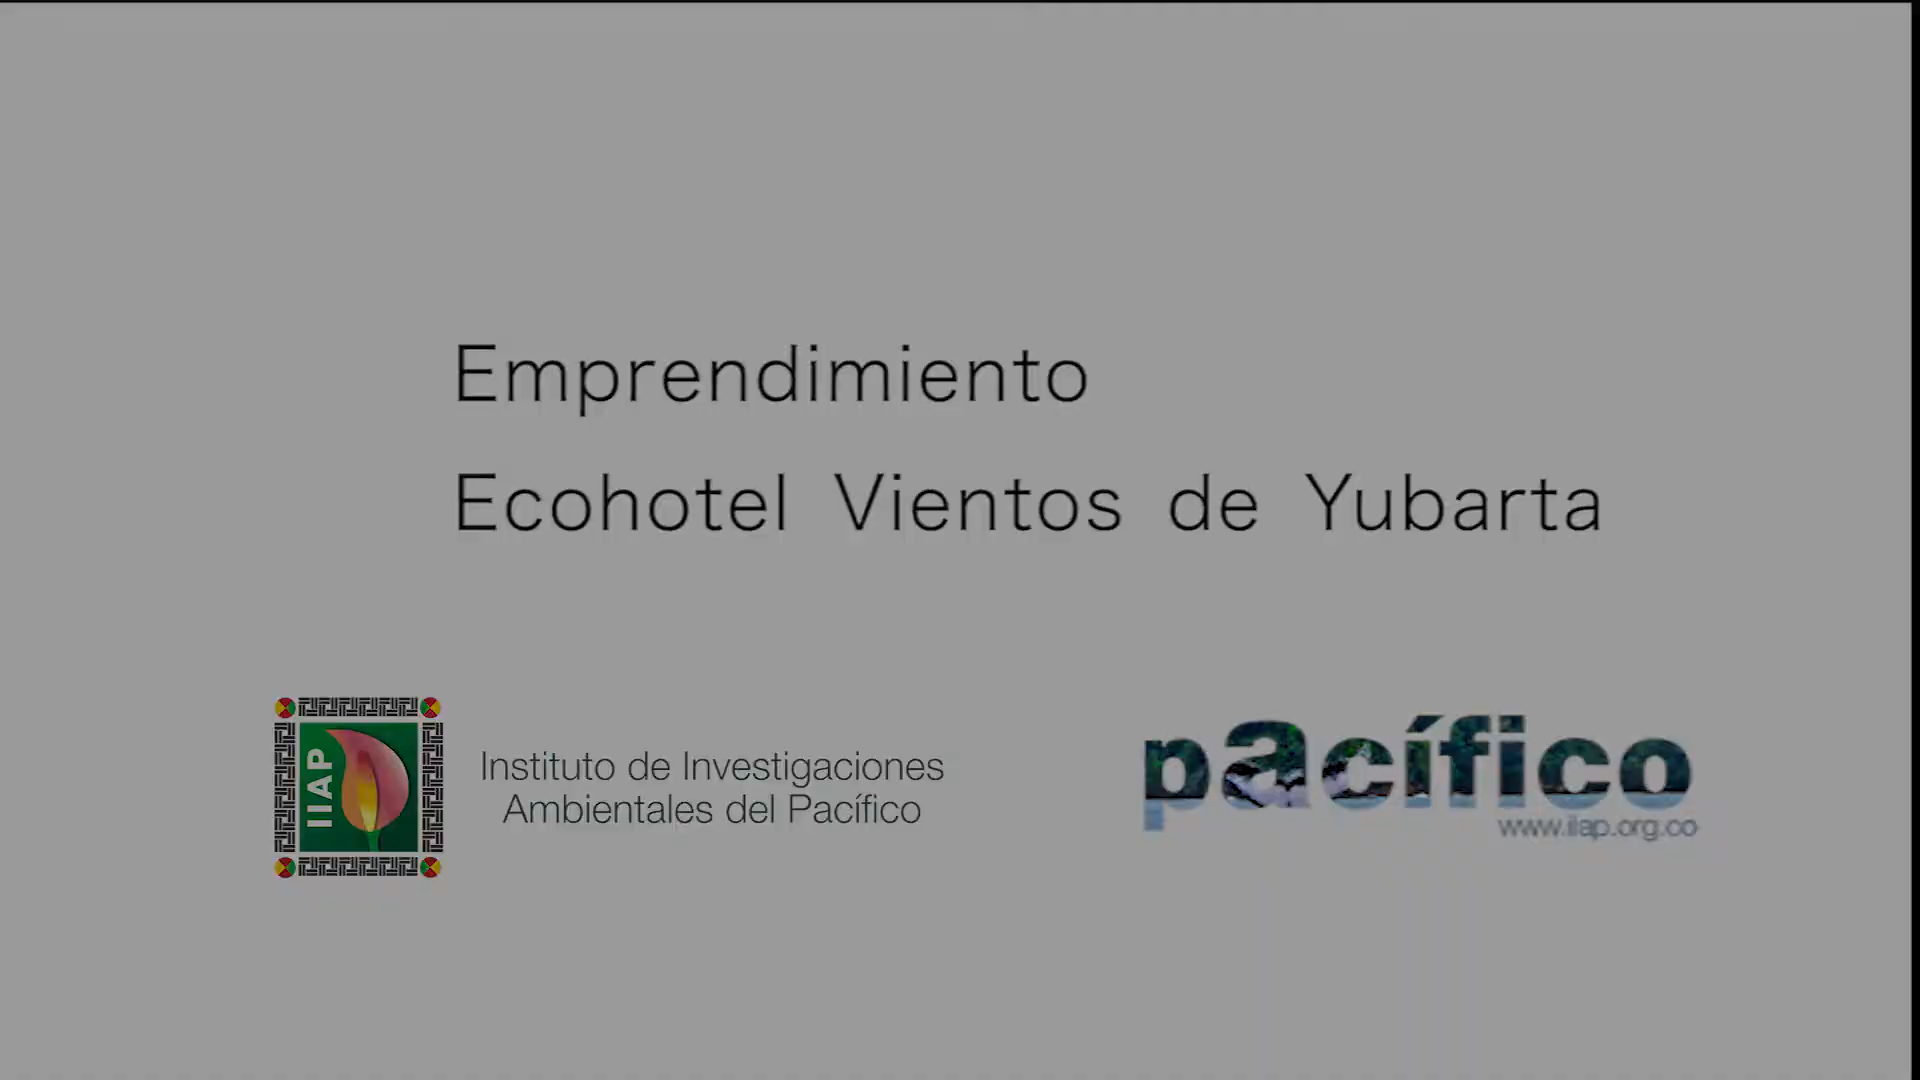 Emprendimiento
Ecohotel Vientos de Yubarta
IIAP
Instituto de Investigaciones
Ambientales del Pacífico
pacífico
www.iiap.org.co